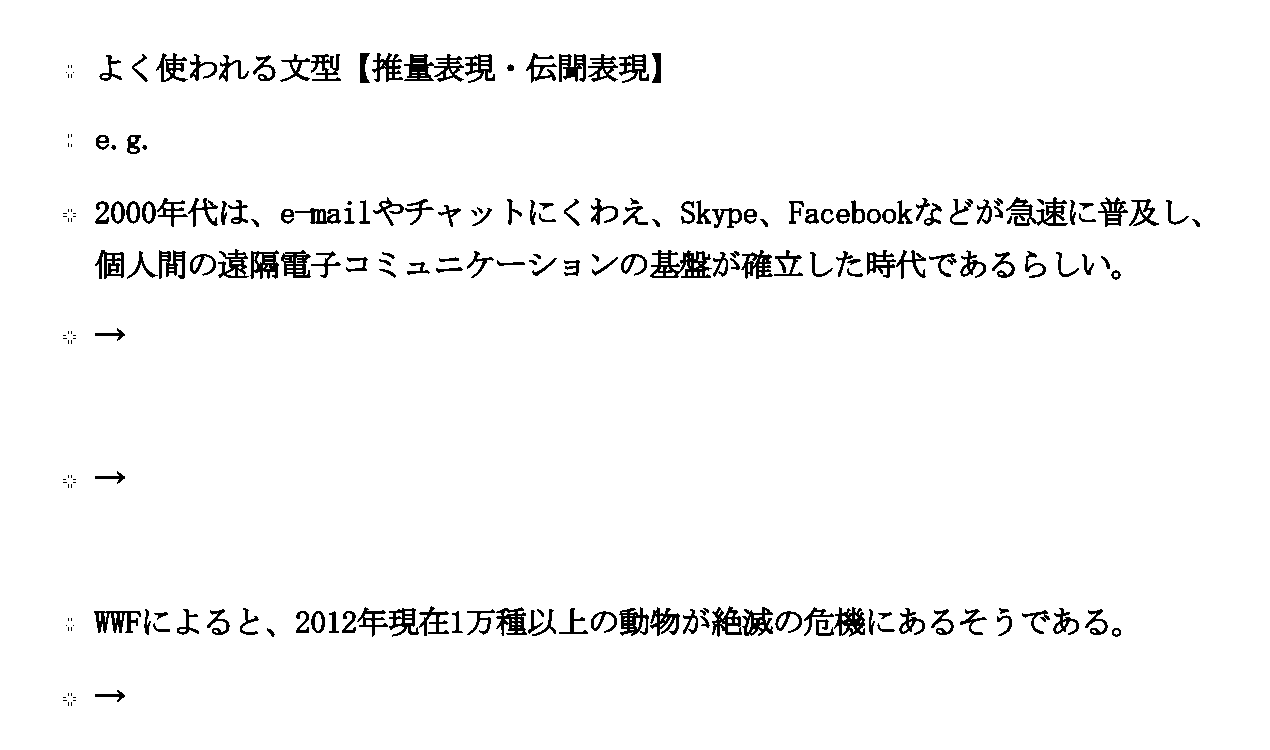 よく使われる文型【推量表現・伝聞表現】
e.g.
2000年代は、e-mailやチャットにくわえ、Skype、Facebookなどが急速に普及し、
個人間の遠隔電子コミュニケーションの基盤が確立した時代であるらしい。
→
→
WWFによると、2012年現在1万種以上の動物が絶滅の危機にあるそうである。
→